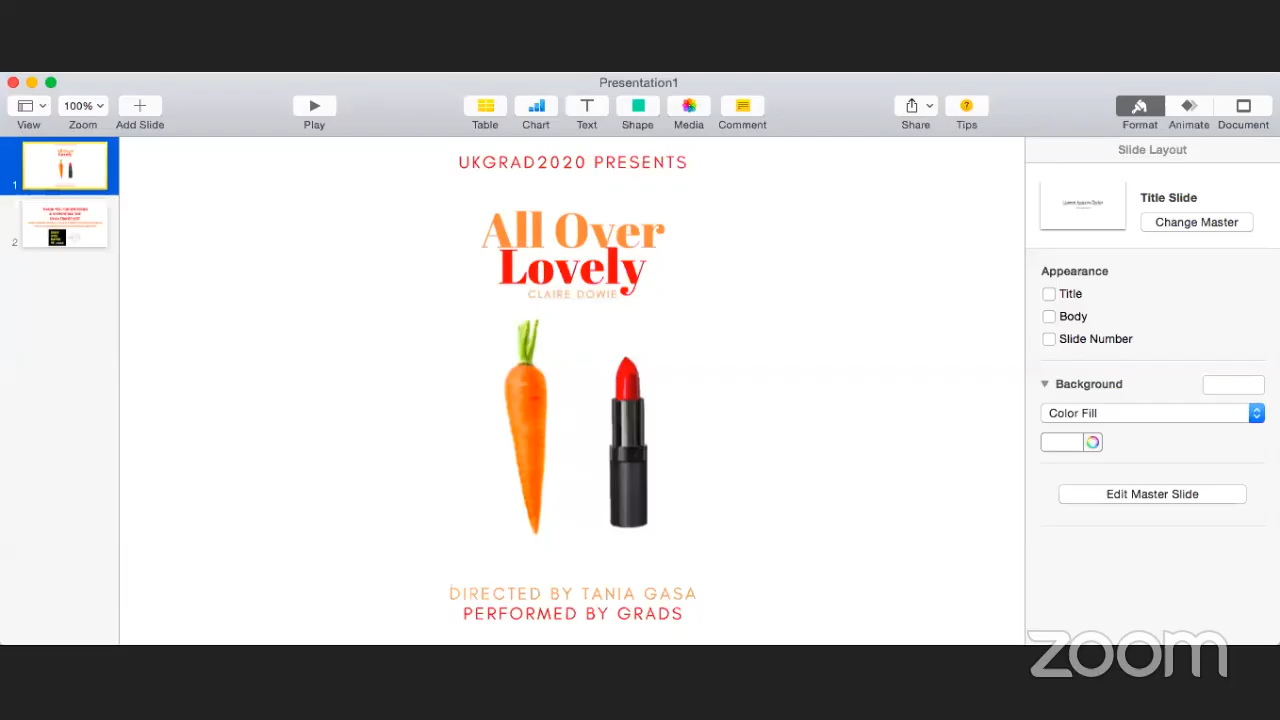 Presentation1
100%
View
Zoom
Add Slide
Play
Table
Chart
Text
Shape
Media
Comment
Share
Tips
Format
Animate
Document
1
2
UKGRAD2020 PRESENTS
All Over
Lovely
CLAIRE DOWIE
DIRECTED BY TANIA GASA
PERFORMED BY GRADS
Slide Layout
Title Slide
Change Master
Appearance
Title
Body
Slide Number
Background
Color Fill
Edit Master Slide
zoom